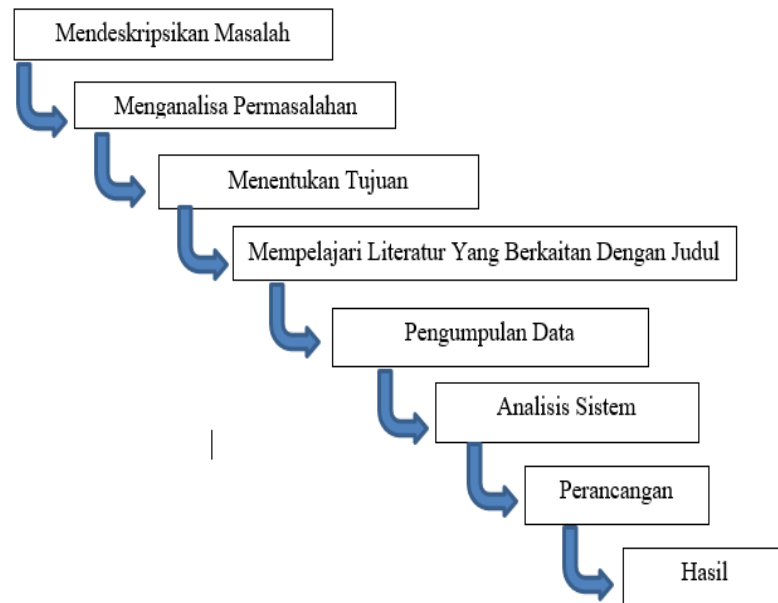 Mendeskripsikan Masalah
Menganalisa Permasalahan
Menentukan Tujuan
Mempelajari Literatur Yang Berkaitan Dengan Judul
Pengumpulan Data
Analisis Sistem
Perancangan
Hasil